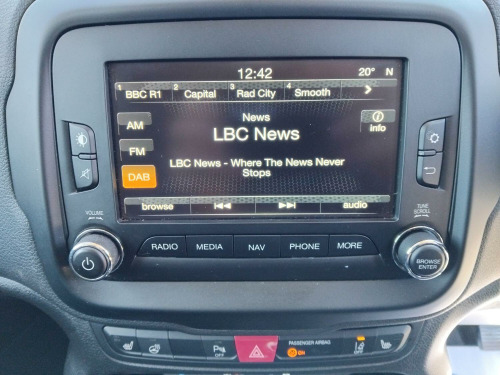 12:42
20° N
1 BBC R1 2 Capital 3 Rad City 4 Smooth >
AM
FM
DAB
News
LBC News
LBC News - Where The News Never
Stops
i
info
browse audio
VOLUME
TUNE
SCROLL
RADIO MEDIA NAV PHONE MORE
BROWSE
ENTER
OFF
PASSENGER AIRBAG
ON
OFF